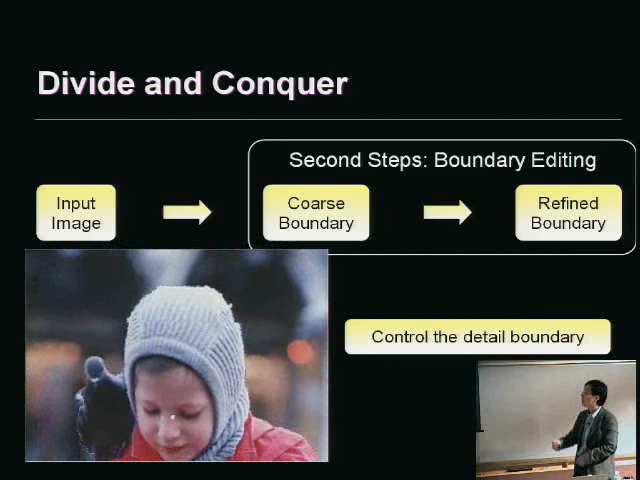 Divide and Conquer
Second Steps: Boundary Editing
Input
Image
Coarse
Boundary
Refined
Boundary
Control the detail boundary